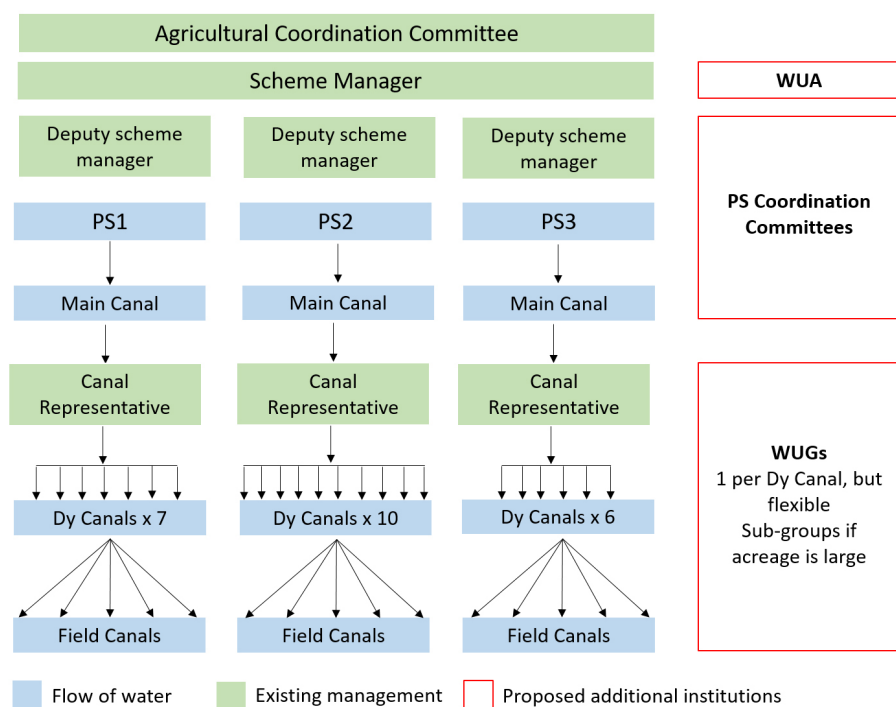 Agricultural Coordination Committee
Scheme Manager
WUA
Deputy scheme
manager
Deputy scheme
manager
Deputy scheme
manager
PS Coordination
Committees
PS1
PS2
PS3
Main Canal
Main Canal
Main Canal
Canal
Representative
Canal
Representative
Canal
Representative
WUGs
1 per Dy Canal, but
flexible
Sub-groups if
acreage is large
Dy Canals x 7
Dy Canals x 10
Dy Canals x 6
Field Canals
Field Canals
Field Canals
Flow of water
Existing management
Proposed additional institutions